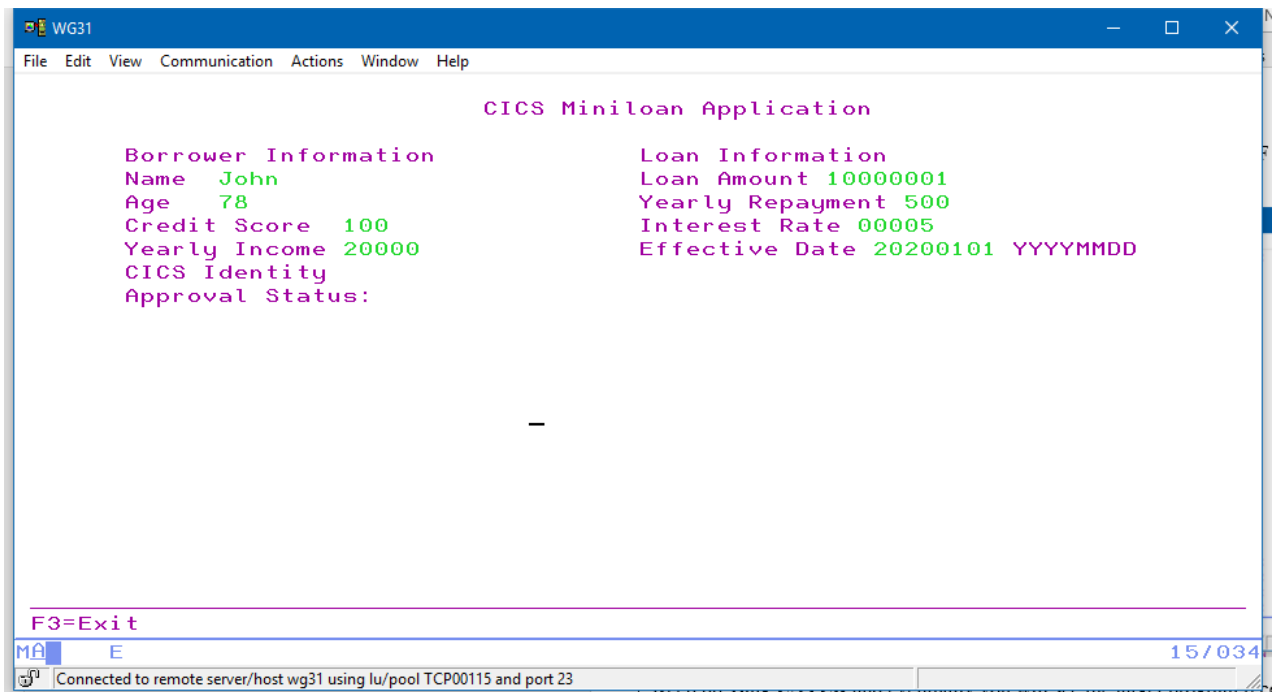 WG31
File Edit View Communication Actions Window Help
CICS Miniloan Application
Borrower Information Loan Information
Name John Loan Amount 10000001
Age 78 Yearly Repayment 500
Credit Score 100 Interest Rate 00005
Yearly Income 20000 Effective Date 20200101 YYYYMMDD
CICS Identity
Approval Status:
F3=Exit
MA E 15/034
Connected to remote server/host wg31 using lu/pool TCP00115 and port 23